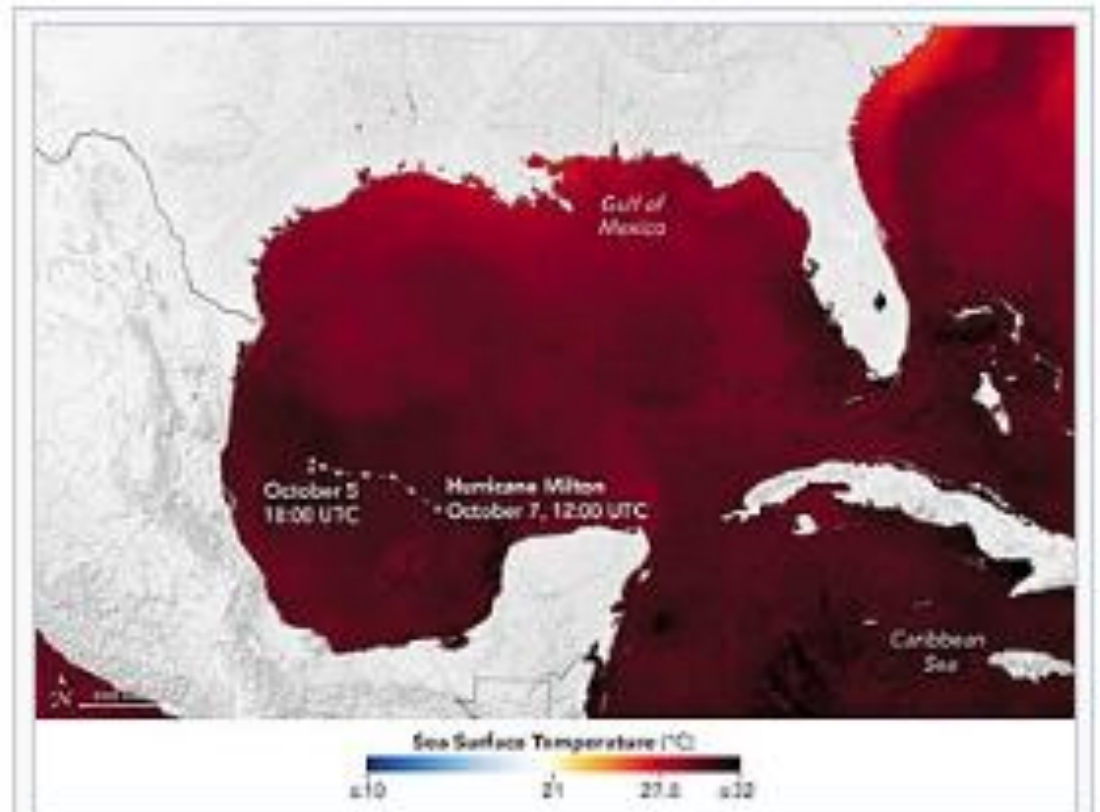 Gulf of
Mexico
October 5
18:00 UTC
Hurricane Milton
October 7, 12:00 UTC
Caribbean
Sea
N
Sea Surface Temperature (°C)
≤10 21 27.8 ≥32